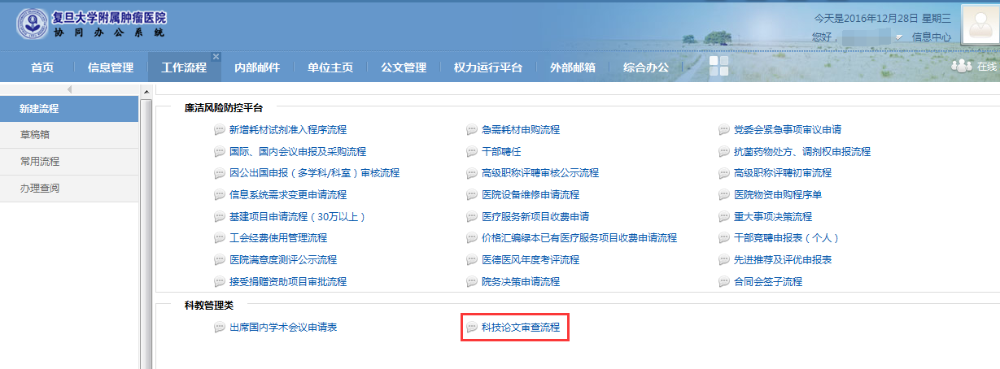 复旦大学附属肿瘤医院
协同办公系统
今天是2016年12月28日 星期三
您好， 信息中心
首页 信息管理 工作流程 内部邮件 单位主页 公文管理 权力运行平台 外部邮箱 综合办公 在线
新建流程
草稿箱
常用流程
办理查阅
廉洁风险防控平台
新增耗材试剂准入程序流程 急需耗材申购流程 党委会紧急事项审议申请
国际、国内会议申报及采购流程 干部聘任 抗菌药物处方、调剂权申报流程
因公出国申报（多学科/科室）审核流程 高级职称评聘审核公示流程 高级职称评聘初审流程
信息系统需求变更申请流程 医院设备维修申请流程 医院物资申购程序单
基建项目申请流程（30万以上） 医疗服务新项目收费申请 重大事项决策流程
工会经费使用管理流程 价格汇编绿本已有医疗服务项目收费申请流程 干部竞聘申报表（个人）
医院满意度测评公示流程 医德医风年度考评流程 先进推荐及评优申报表
接受捐赠资助项目审批流程 院务决策申请流程 合同会签子流程
科教管理类
出席国内学术会议申请表 科技论文审查流程